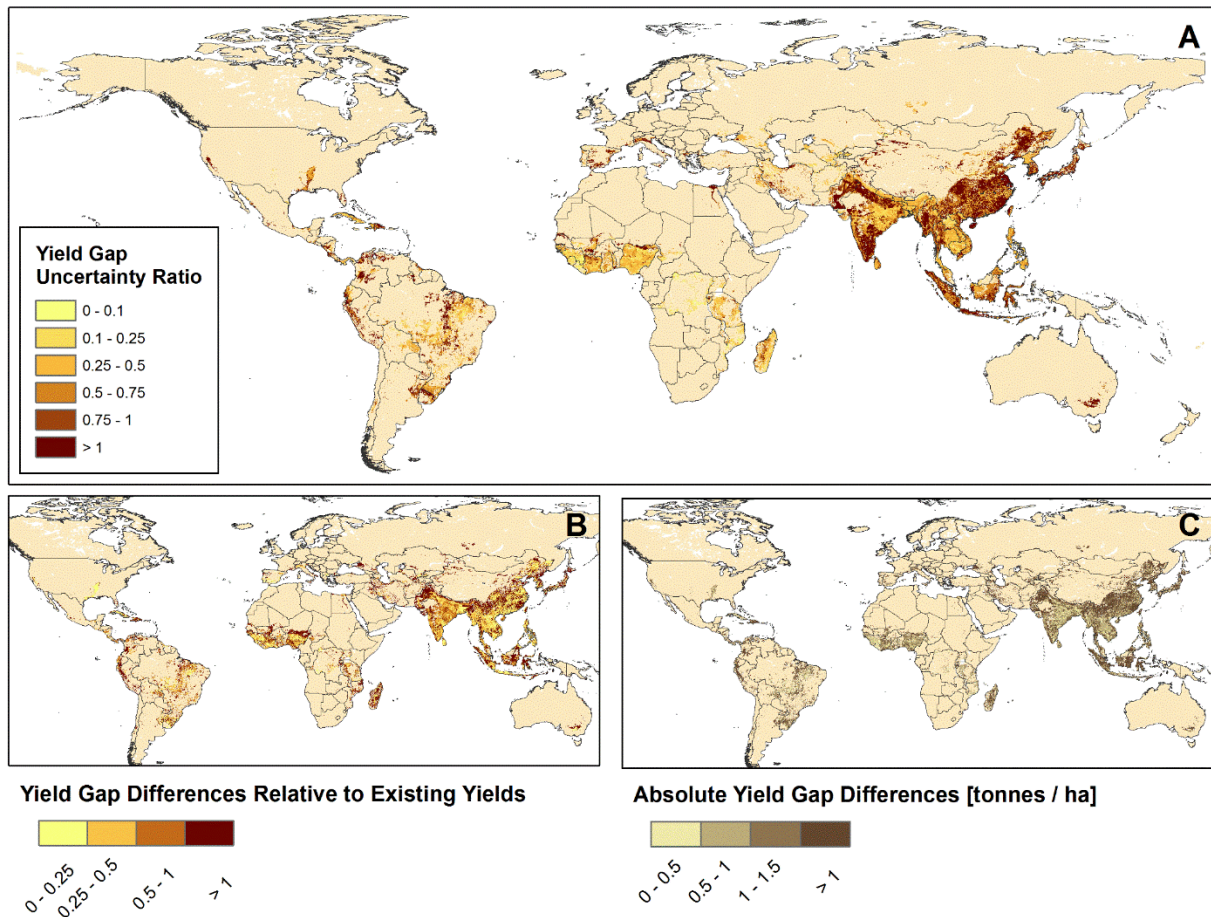 A
Yield Gap
Uncertainty Ratio
0 - 0.1
0.1 - 0.25
0.25 - 0.5
0.5 - 0.75
0.75 - 1
> 1
B
C
Yield Gap Differences Relative to Existing Yields
0 - 0.25
0.25 - 0.5
0.5 - 1
> 1
Absolute Yield Gap Differences [tonnes / ha]
0 - 0.5
0.5 - 1
1 - 1.5
> 1